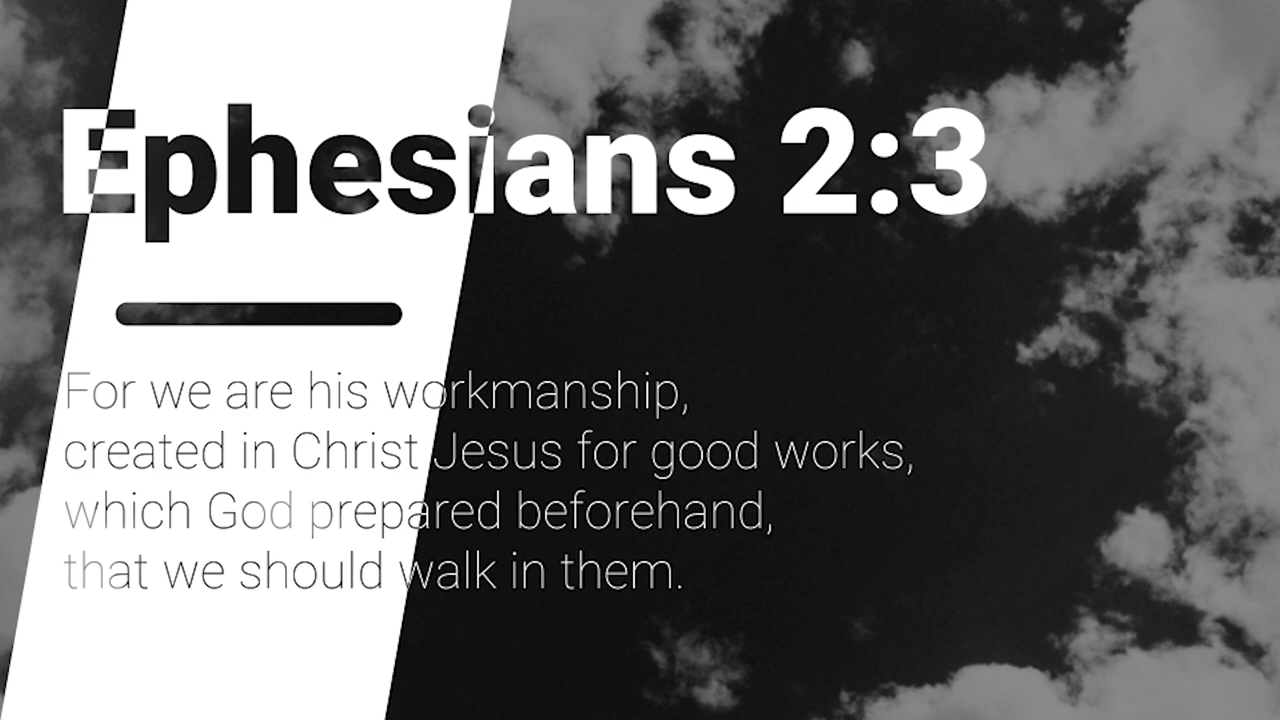 Ephesians 2:3
For we are his workmanship,
created in Christ Jesus for good works,
which God prepared beforehand,
that we should walk in them.